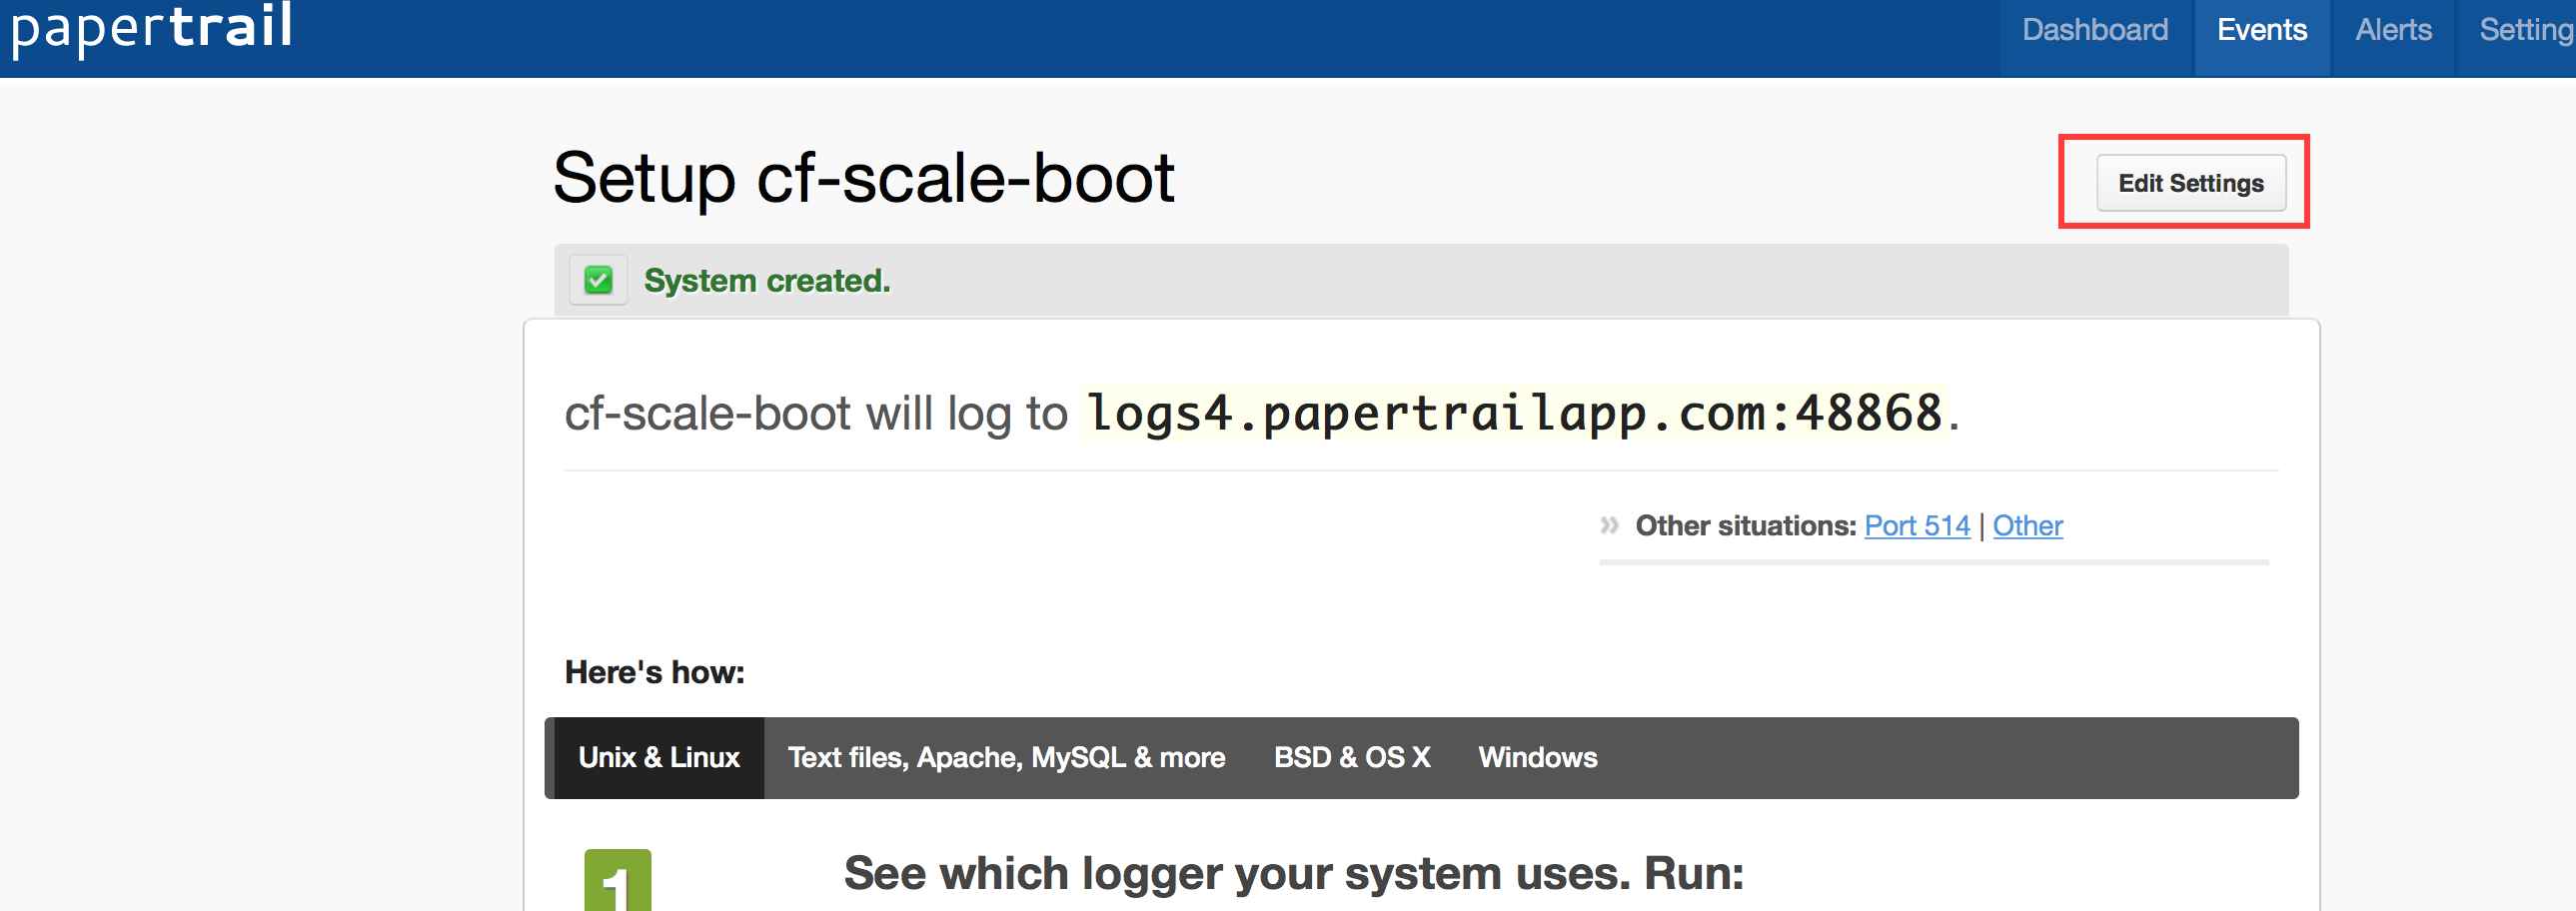 papertrail
Dashboard Events Alerts Setting
Setup cf-scale-boot
Edit Settings
System created.
cf-scale-boot will log to logs4.papertrailapp.com:48868.
» Other situations: Port 514 | Other
Here's how:
Unix & Linux Text files, Apache, MySQL & more BSD & OS X Windows
1 See which logger your system uses. Run: